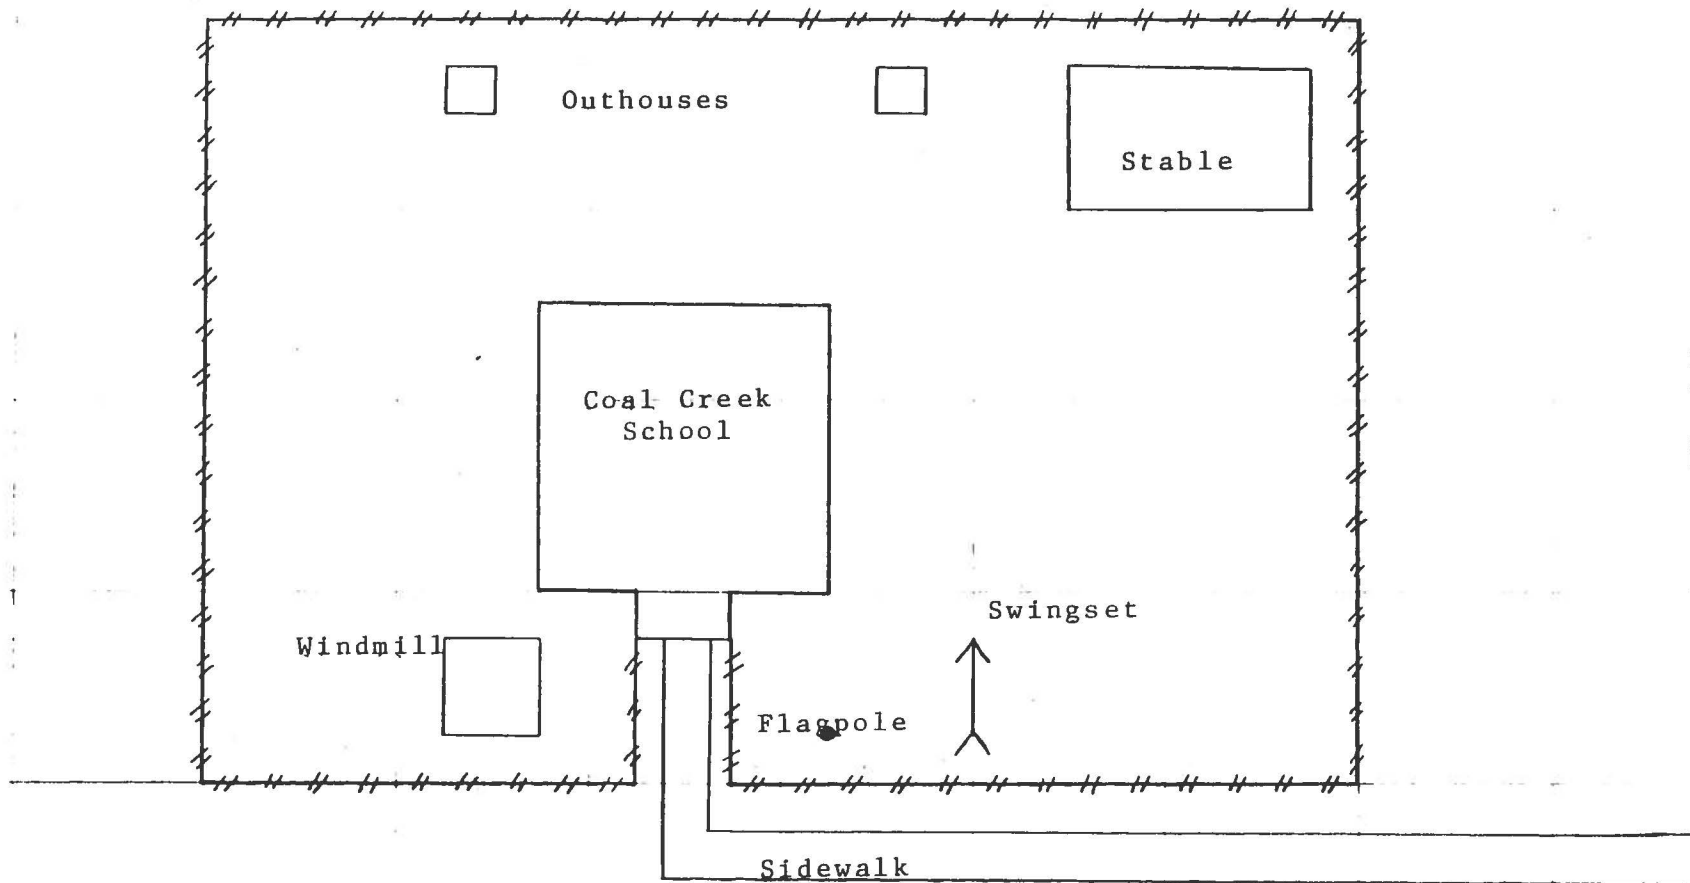 Outhouses
Stable
Coal Creek
School
Swingset
Windmill
Flagpole
Sidewalk